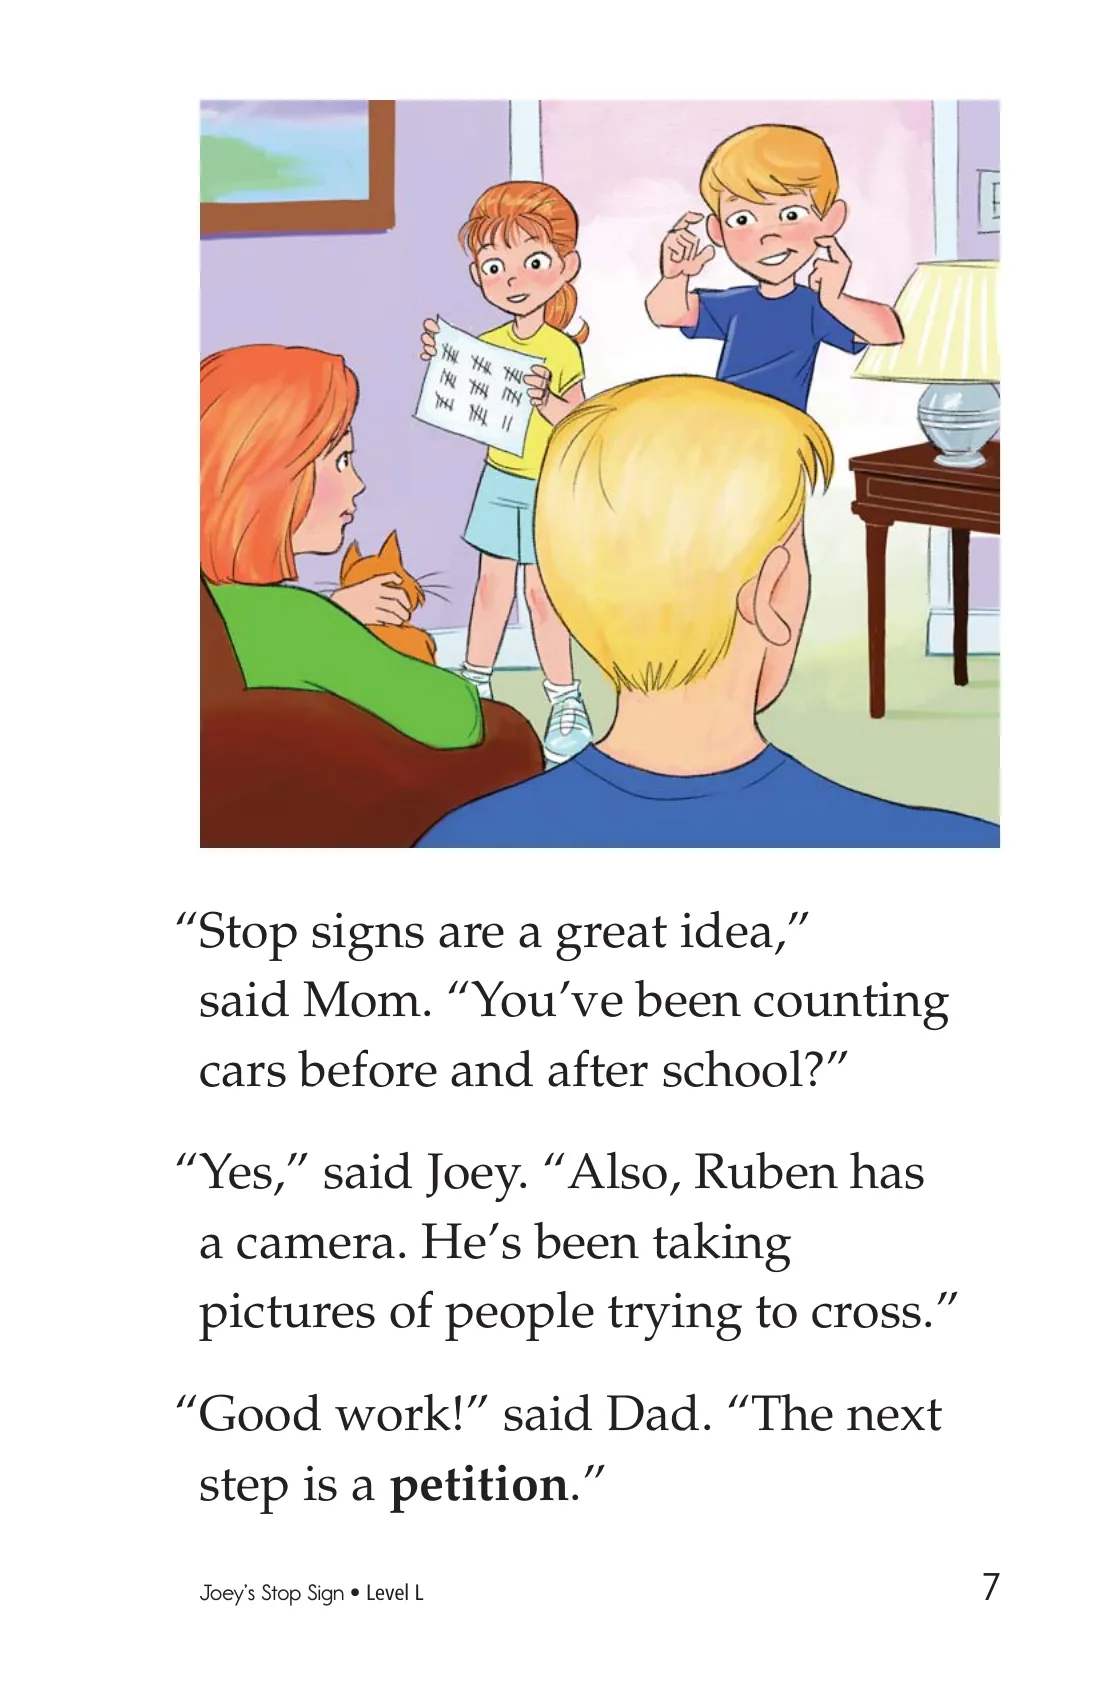 “Stop signs are a great idea,”
said Mom. “You’ve been counting
cars before and after school?”
“Yes,” said Joey. “Also, Ruben has
a camera. He’s been taking
pictures of people trying to cross.”
“Good work!” said Dad. “The next
step is a petition.”
Joey’s Stop Sign • Level L
7